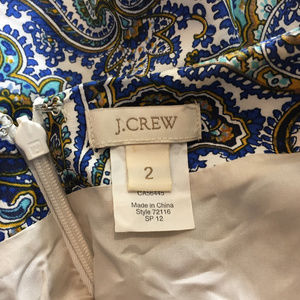 J.CREW
2
CA56445
Made in China
Style 72116
SP 12